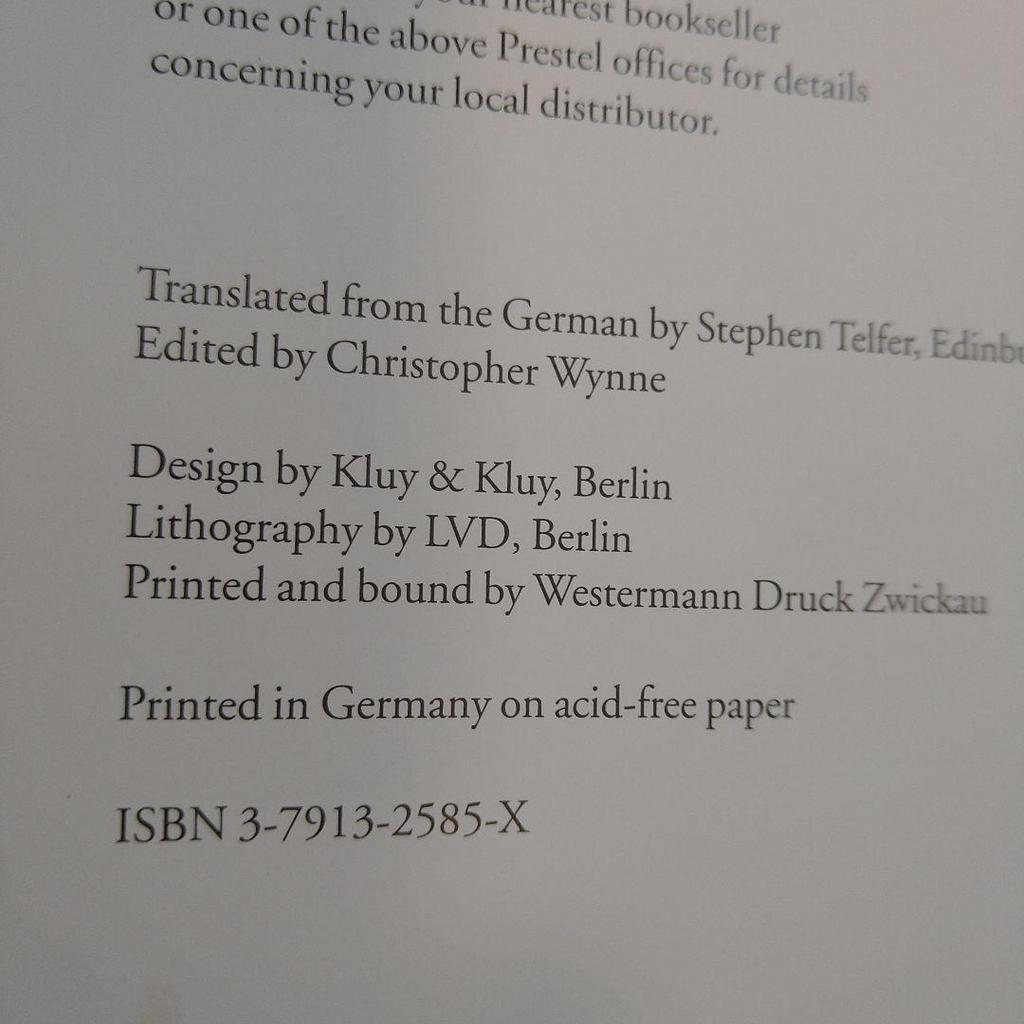 nearest bookseller
or one of the above Prestel offices for details
concerning your local distributor.
Translated from the German by Stephen Telfer, Edinbu
Edited by Christopher Wynne
Design by Kluy & Kluy, Berlin
Lithography by LVD, Berlin
Printed and bound by Westermann Druck Zwickau
Printed in Germany on acid-free paper
ISBN 3-7913-2585-X